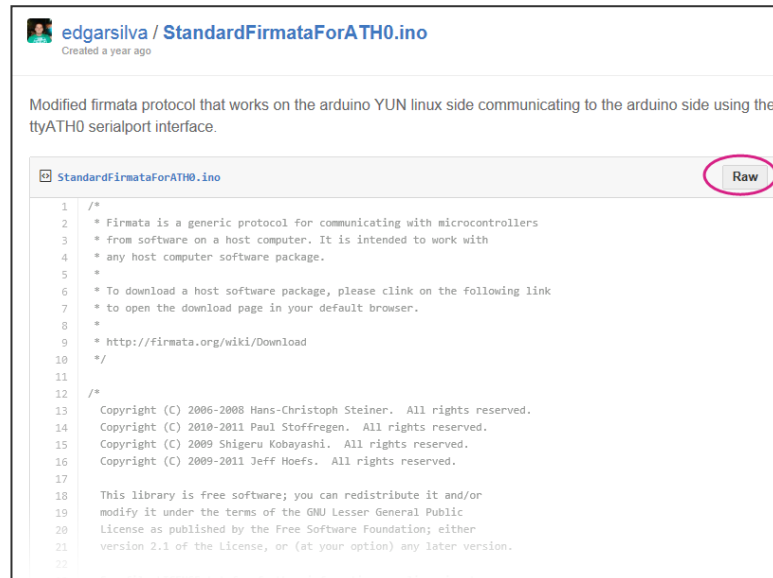 edgarsilva / StandardFirmataForATH0.ino
Created a year ago
Modified firmata protocol that works on the arduino YUN linux side communicating to the arduino side using the
ttyATH0 serialport interface.
StandardFirmataForATH0.ino
Raw
1 /*
2 * Firmata is a generic protocol for communicating with microcontrollers
3 * from software on a host computer. It is intended to work with
4 * any host computer software package.
5 *
6 * To download a host software package, please clink on the following link
7 * to open the download page in your default browser.
8 *
9 * http://firmata.org/wiki/Download
10 */
11
12 /*
13 Copyright (C) 2006-2008 Hans-Christoph Steiner.  All rights reserved.
14 Copyright (C) 2010-2011 Paul Stoffregen.  All rights reserved.
15 Copyright (C) 2009 Shigeru Kobayashi.  All rights reserved.
16 Copyright (C) 2009-2011 Jeff Hoefs.  All rights reserved.
17
18 This library is free software; you can redistribute it and/or
19 modify it under the terms of the GNU Lesser General Public
20 License as published by the Free Software Foundation; either
21 version 2.1 of the License, or (at your option) any later version.
22